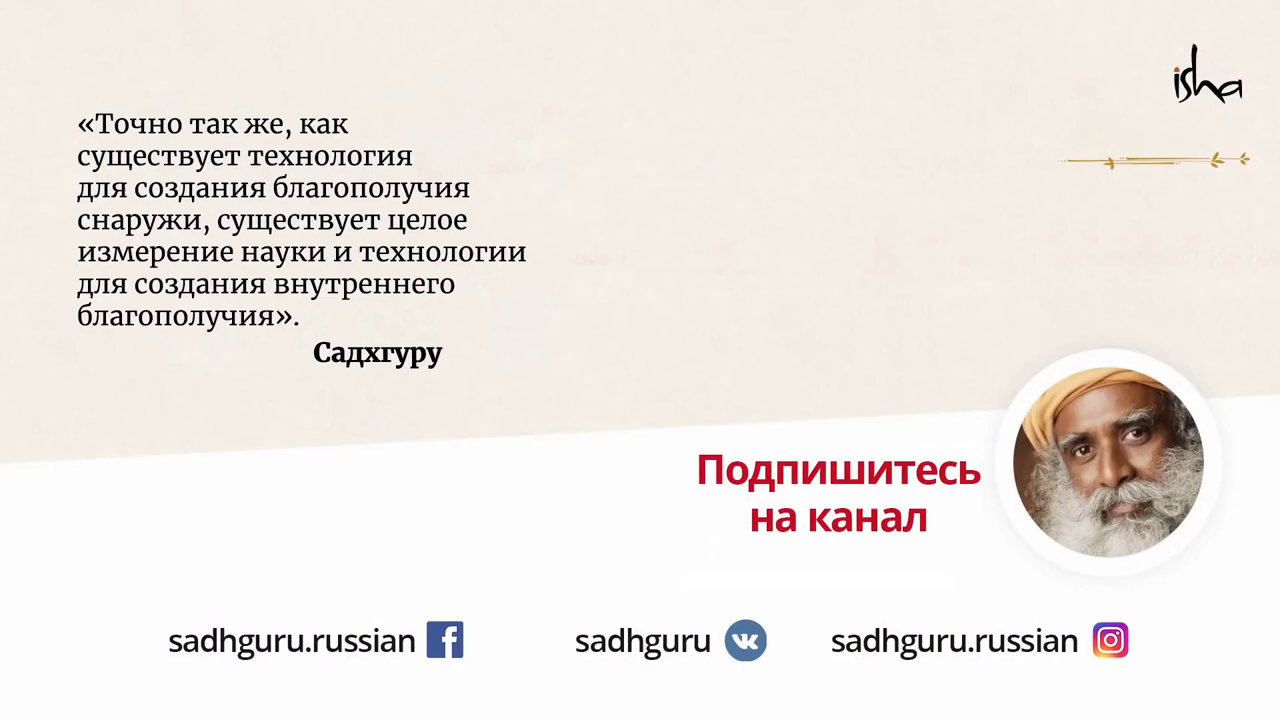 isha
«Точно так же, как
существует технология
для создания благополучия
снаружи, существует целое
измерение науки и технологии
для создания внутреннего
благополучия».
Садхгуру
Подпишитесь
на канал
sadhguru.russian
sadhguru
sadhguru.russian